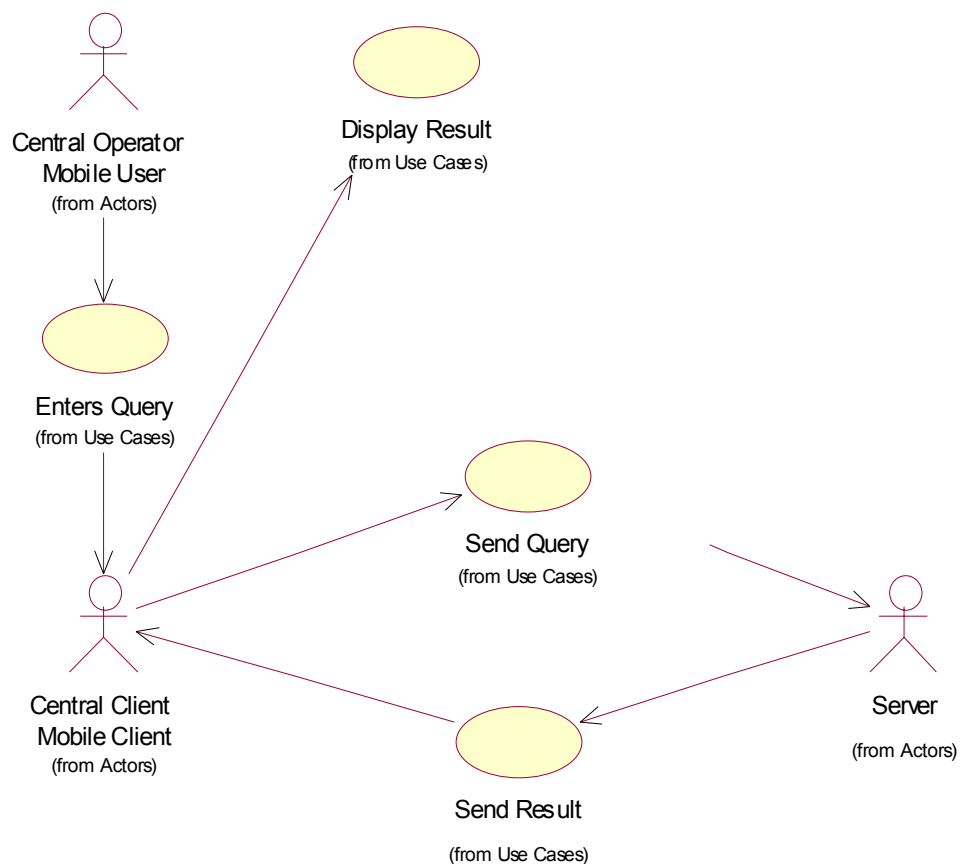 Central Operator
Mobile User
(from Actors)
Display Result
(from Use Cases)
Enters Query
(from Use Cases)
Send Query
(from Use Cases)
Central Client
Mobile Client
(from Actors)
Server
(from Actors)
Send Result
(from Use Cases)